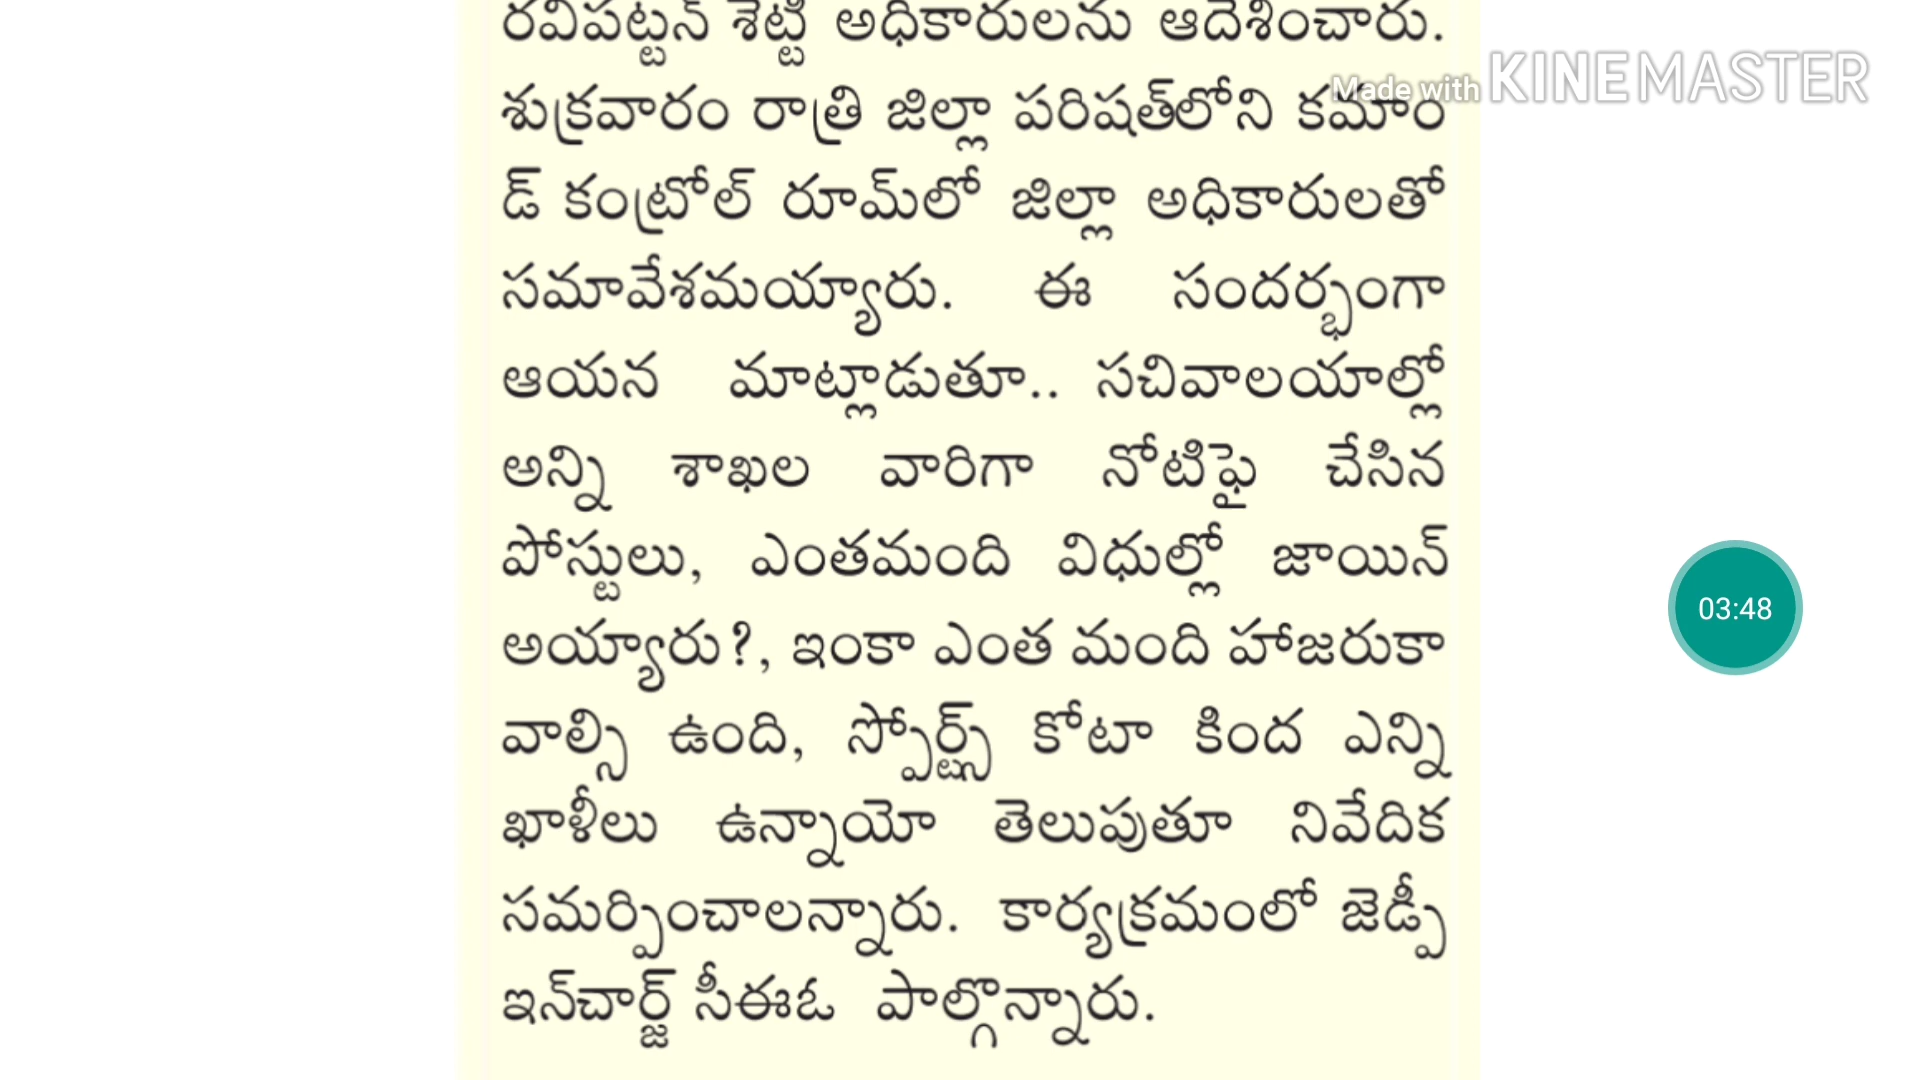 రవిపట్టన్ శెట్టి అధికారులను ఆదేశించారు.
శుక్రవారం రాత్రి జిల్లా పరిషత్‌లోని కమాం
డ్ కంట్రోల్ రూమ్‌లో జిల్లా అధికారులతో
సమావేశమయ్యారు. ఈ సందర్భంగా
ఆయన మాట్లాడుతూ.. సచివాలయాల్లో
అన్ని శాఖల వారిగా నోటిఫై చేసిన
పోస్టులు, ఎంతమంది విధుల్లో జాయిన్
అయ్యారు?, ఇంకా ఎంత మంది హాజరుకా
వాల్సి ఉంది, స్పోర్ట్స్ కోటా కింద ఎన్ని
ఖాళీలు ఉన్నాయో తెలుపుతూ నివేదిక
సమర్పించాలన్నారు. కార్యక్రమంలో జెడ్పీ
ఇన్‌చార్జ్ సీఈఓ పాల్గొన్నారు.
Made with KINEMASTER
03:48